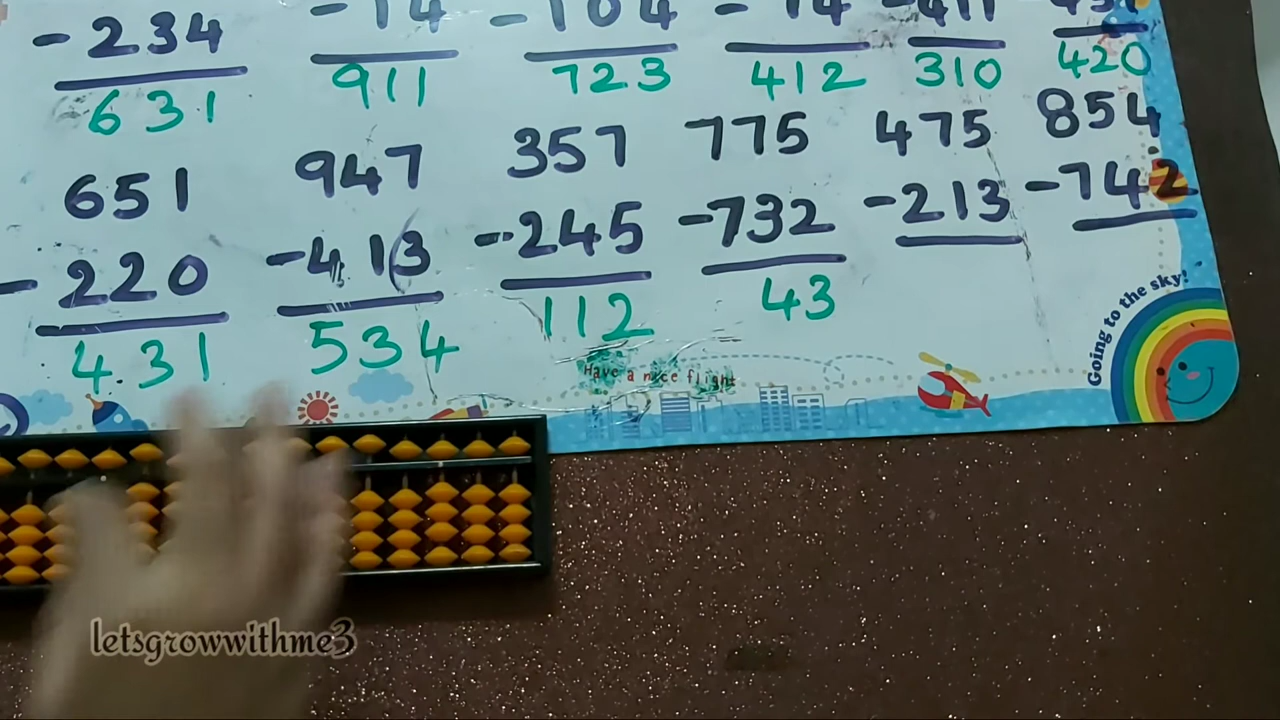 -234 -14 -104 -14 -411
631 911 723 412 310 420
651 947 357 775 475 854
-220 -413 -245 -732 -213 -742
431 534 112 43
Going to the sky!
Have a nice flight
letsgrowwithme3